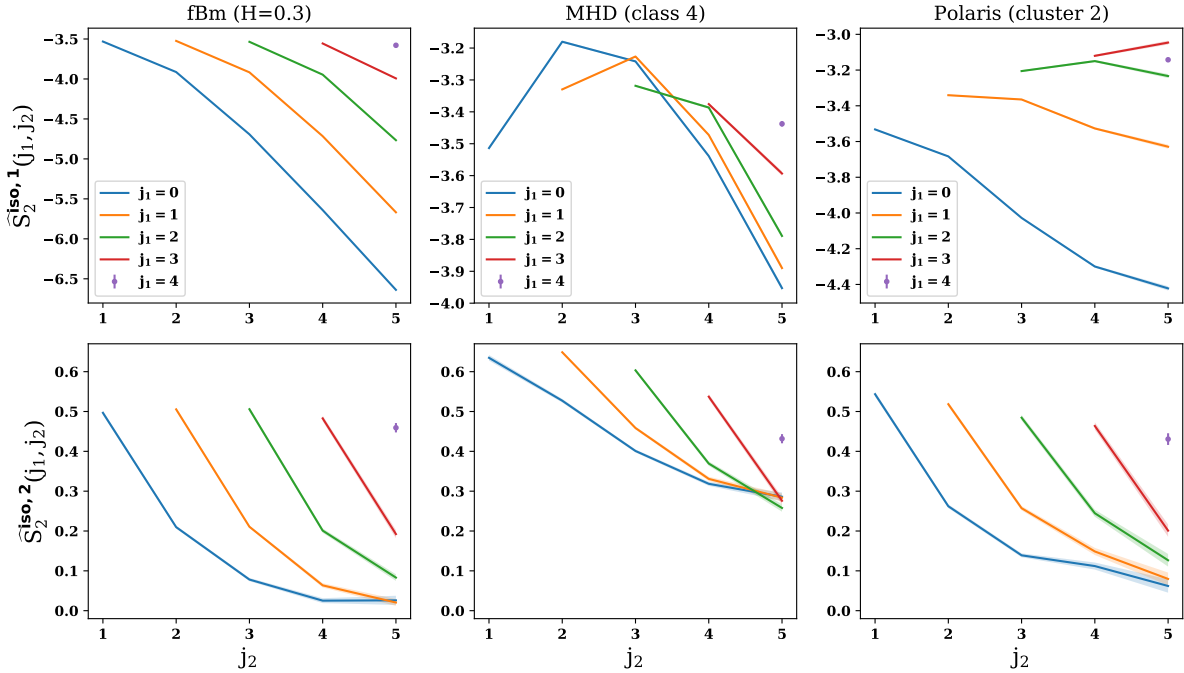 fBm (H=0.3)
MHD (class 4)
Polaris (cluster 2)
Ŝ₂^iso, 1(j₁, j₂)
−3.5
−4.0
−4.5
−5.0
−5.5
−6.0
−6.5
j₁ = 0
j₁ = 1
j₁ = 2
j₁ = 3
j₁ = 4
1 2 3 4 5
−3.2
−3.3
−3.4
−3.5
−3.6
−3.7
−3.8
−3.9
−4.0
j₁ = 0
j₁ = 1
j₁ = 2
j₁ = 3
j₁ = 4
1 2 3 4 5
−3.0
−3.2
−3.4
−3.6
−3.8
−4.0
−4.2
−4.4
j₁ = 0
j₁ = 1
j₁ = 2
j₁ = 3
j₁ = 4
1 2 3 4 5
Ŝ₂^iso, 2(j₁, j₂)
0.6
0.5
0.4
0.3
0.2
0.1
0.0
1 2 3 4 5
j₂
0.6
0.5
0.4
0.3
0.2
0.1
0.0
1 2 3 4 5
j₂
0.6
0.5
0.4
0.3
0.2
0.1
0.0
1 2 3 4 5
j₂